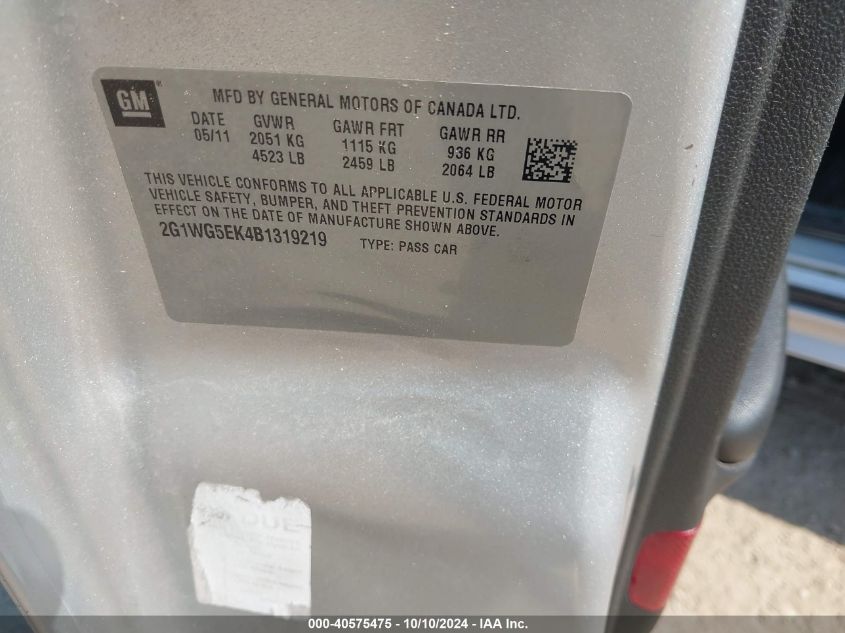 GM
MFD BY GENERAL MOTORS OF CANADA LTD.
DATE GVWR GAWR FRT GAWR RR
05/11 2051 KG 1115 KG 936 KG
4523 LB 2459 LB 2064 LB
THIS VEHICLE CONFORMS TO ALL APPLICABLE U.S. FEDERAL MOTOR
VEHICLE SAFETY, BUMPER, AND THEFT PREVENTION STANDARDS IN
EFFECT ON THE DATE OF MANUFACTURE SHOWN ABOVE.
2G1WG5EK4B1319219 TYPE: PASS CAR
000-40575475 - 10/10/2024 - IAA Inc.